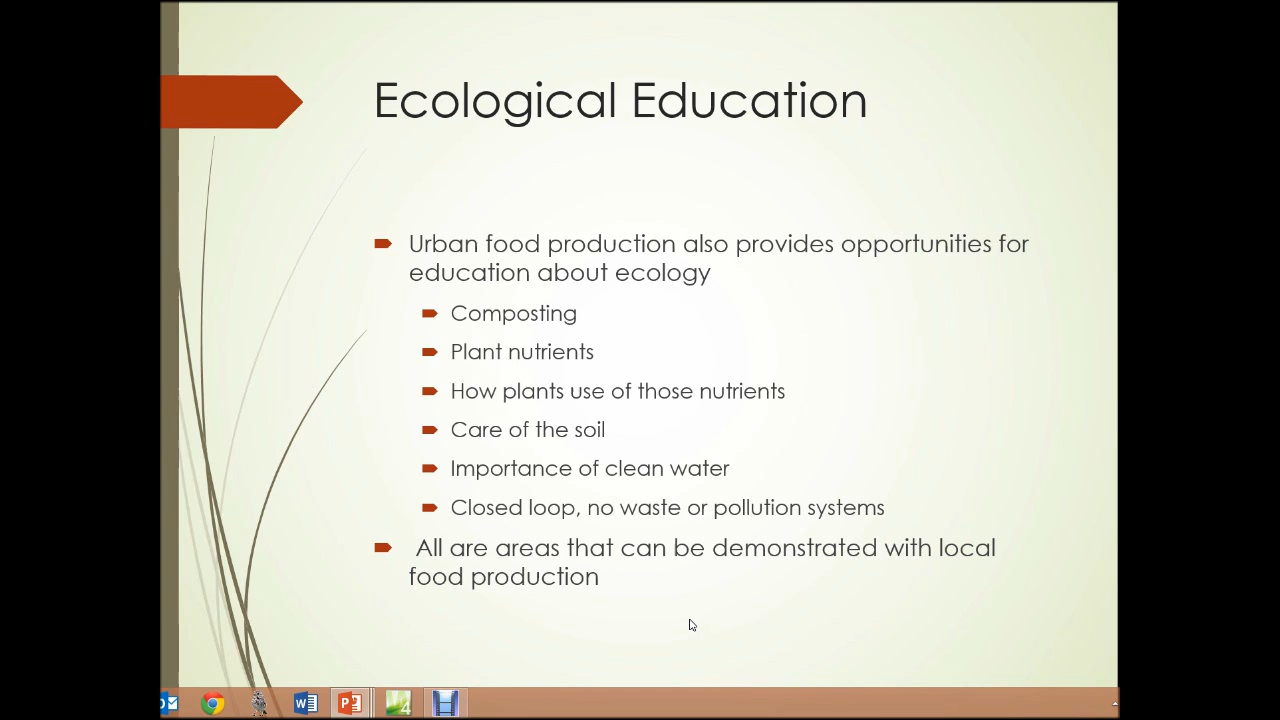 Ecological Education
Urban food production also provides opportunities for
education about ecology
Composting
Plant nutrients
How plants use of those nutrients
Care of the soil
Importance of clean water
Closed loop, no waste or pollution systems
All are areas that can be demonstrated with local
food production